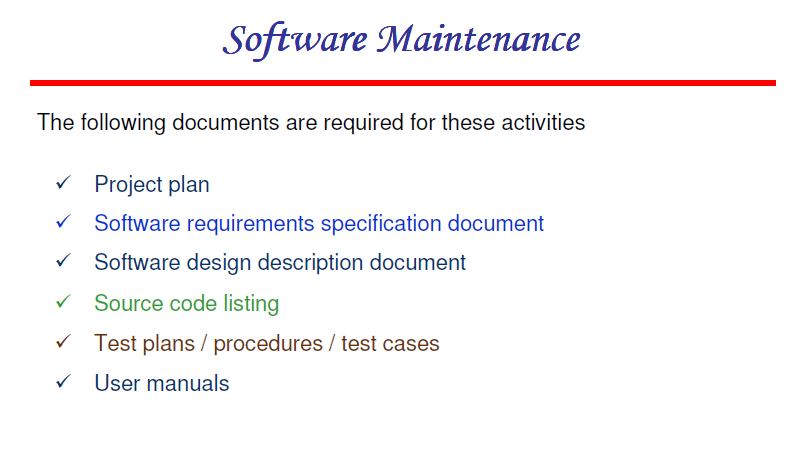 Software Maintenance
The following documents are required for these activities
✓ Project plan
✓ Software requirements specification document
✓ Software design description document
✓ Source code listing
✓ Test plans / procedures / test cases
✓ User manuals